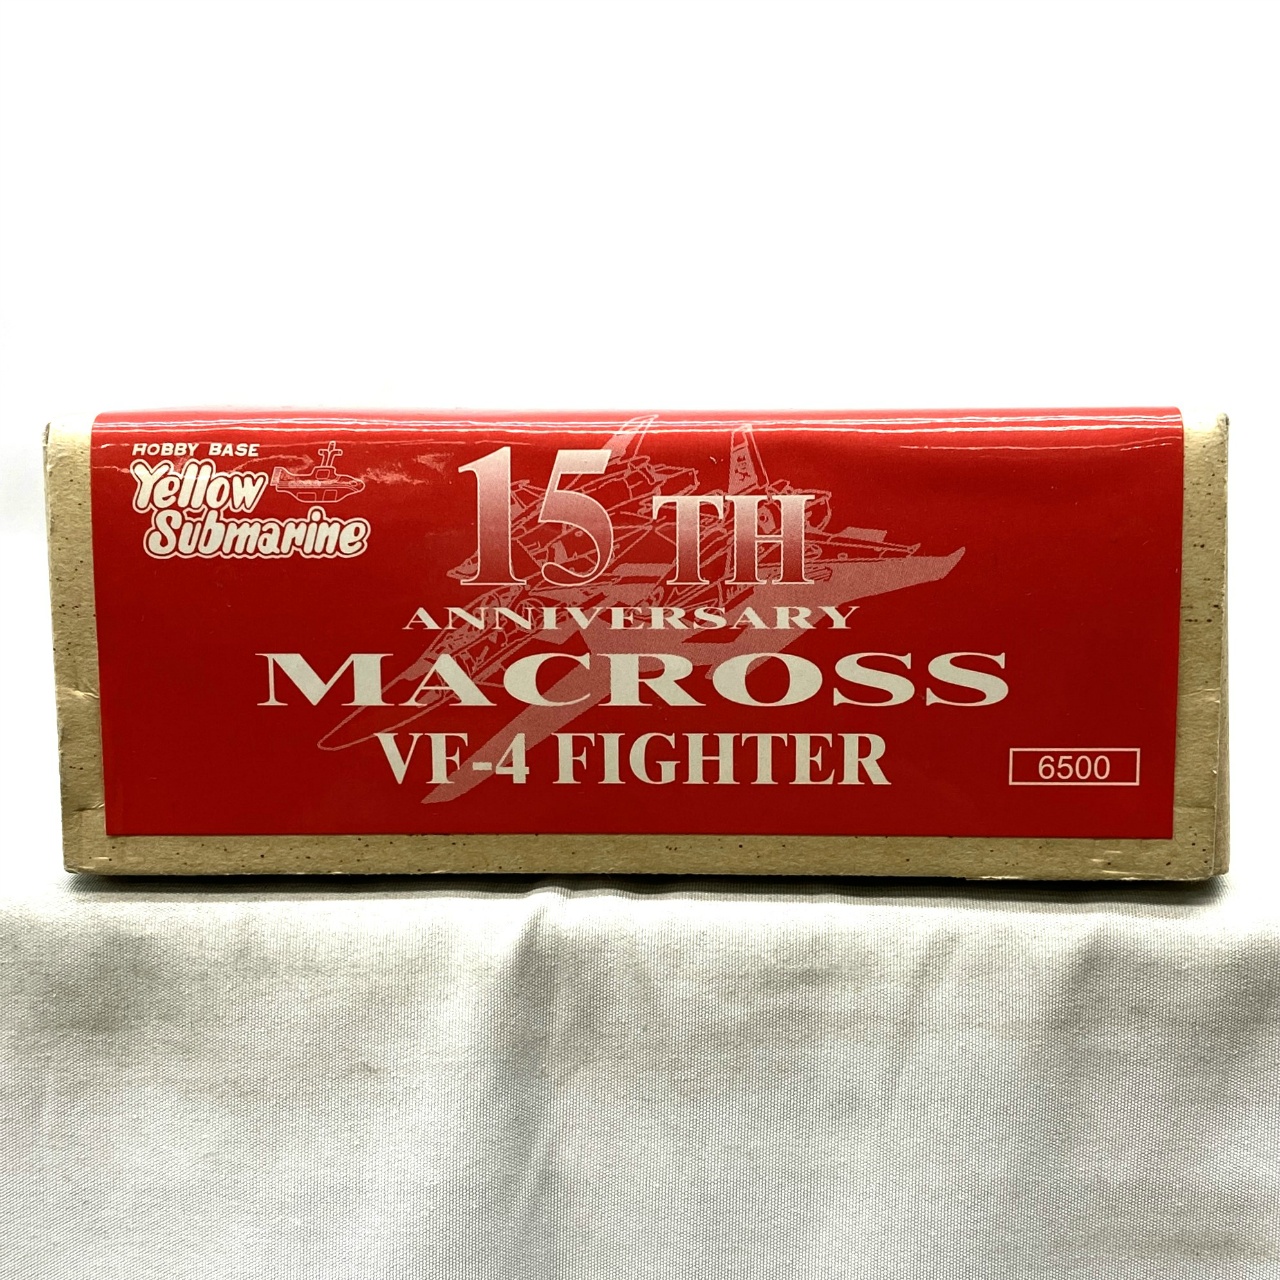 HOBBY BASE
Yellow
Submarine
15TH
ANNIVERSARY
MACROSS
VF-4 FIGHTER
6500